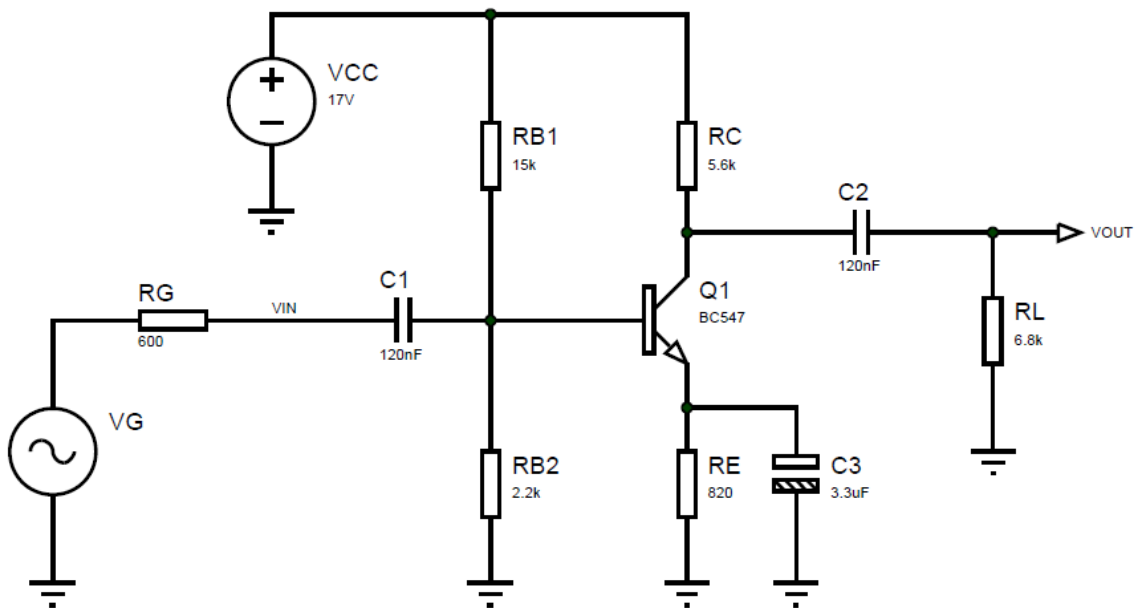 VCC
17V
RB1
15k
RC
5.6k
C2
120nF
VOUT
RG
600
VIN
C1
120nF
Q1
BC547
RL
6.8k
VG
RB2
2.2k
RE
820
C3
3.3uF